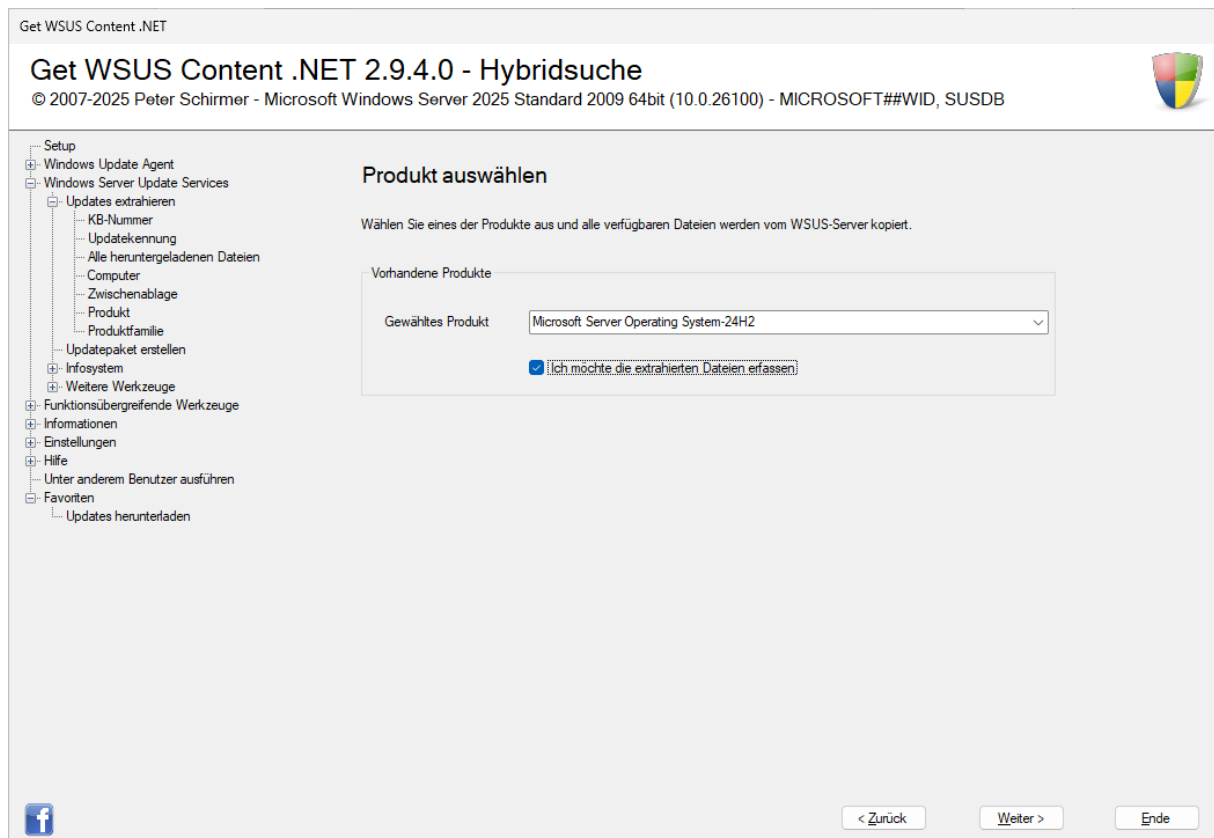 Get WSUS Content .NET
Get WSUS Content .NET 2.9.4.0 - Hybridsuche
© 2007-2025 Peter Schirmer - Microsoft Windows Server 2025 Standard 2009 64bit (10.0.26100) - MICROSOFT##WID, SUSDB
Setup
Windows Update Agent
Windows Server Update Services
Updates extrahieren
KB-Nummer
Updatekennung
Alle heruntergeladenen Dateien
Computer
Zwischenablage
Produkt
Produktfamilie
Updatepaket erstellen
Infosystem
Weitere Werkzeuge
Funktionsübergreifende Werkzeuge
Informationen
Einstellungen
Hilfe
Unter anderem Benutzer ausführen
Favoriten
Updates herunterladen
Produkt auswählen
Wählen Sie eines der Produkte aus und alle verfügbaren Dateien werden vom WSUS-Server kopiert.
Vorhandene Produkte
Gewähltes Produkt
Microsoft Server Operating System-24H2
Ich möchte die extrahierten Dateien erfassen
f
< Zurück
Weiter >
Ende